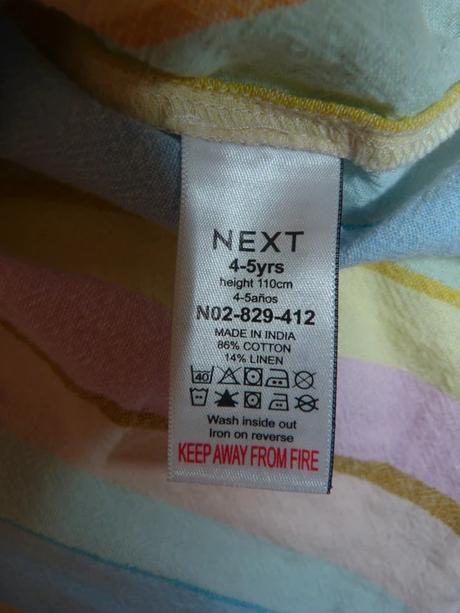 NEXT
4-5yrs
height 110cm
4-5años
N02-829-412
MADE IN INDIA
86% COTTON
14% LINEN
40
Wash inside out
Iron on reverse
KEEP AWAY FROM FIRE